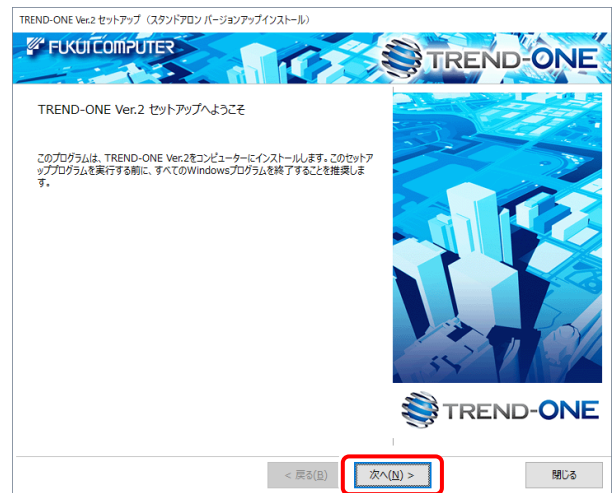 TREND-ONE Ver.2 セットアップ（スタンドアロン バージョンアップインストール）
FUKUI COMPUTER
TREND-ONE
TREND-ONE Ver.2 セットアップへようこそ
このプログラムは、TREND-ONE Ver.2をコンピューターにインストールします。このセットア
ッププログラムを実行する前に、すべてのWindowsプログラムを終了することを推奨しま
す。
TREND-ONE
< 戻る(B)
次へ(N) >
閉じる